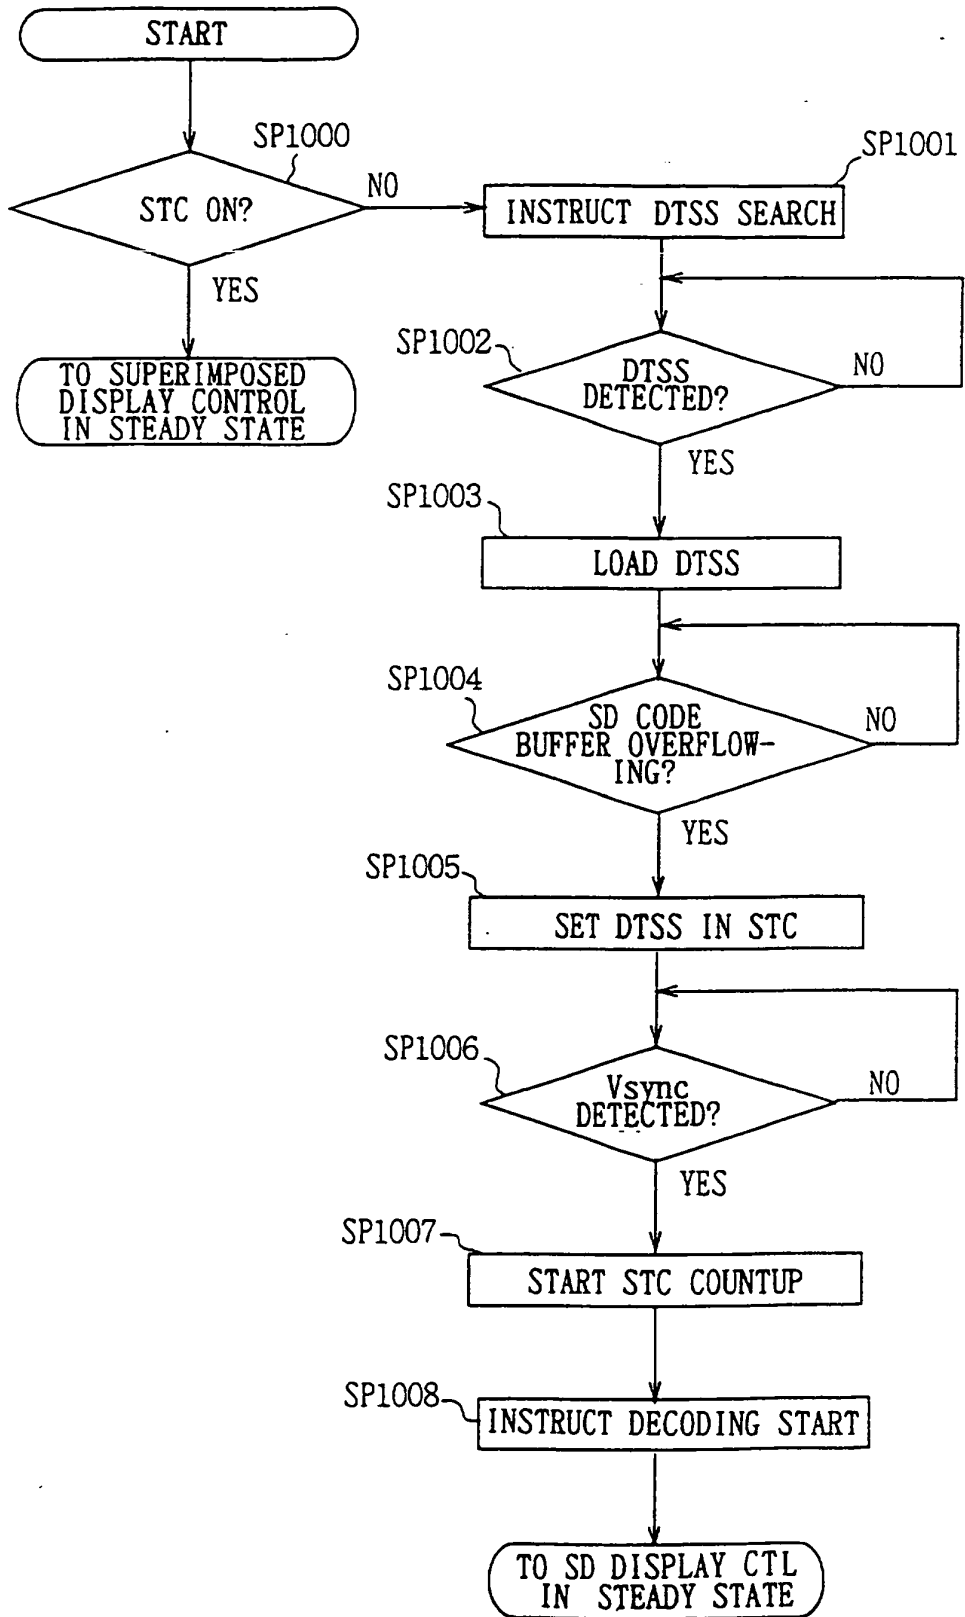 START
SP1000
STC ON?
NO
YES
TO SUPERIMPOSED
DISPLAY CONTROL
IN STEADY STATE
SP1001
INSTRUCT DTSS SEARCH
SP1002
DTSS
DETECTED?
NO
YES
SP1003
LOAD DTSS
SP1004
SD CODE
BUFFER OVERFLOW-
ING?
NO
YES
SP1005
SET DTSS IN STC
SP1006
Vsync
DETECTED?
NO
YES
SP1007
START STC COUNTUP
SP1008
INSTRUCT DECODING START
TO SD DISPLAY CTL
IN STEADY STATE